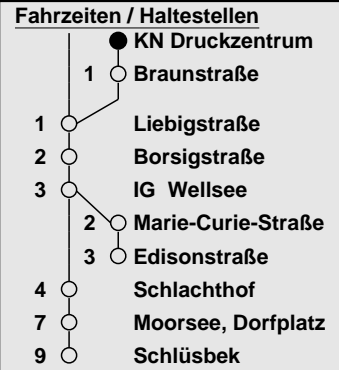 Fahrzeiten / Haltestellen
KN Druckzentrum
1 Braunstraße
1 Liebigstraße
2 Borsigstraße
3 IG Wellsee
2 Marie-Curie-Straße
3 Edisonstraße
4 Schlachthof
7 Moorsee, Dorfplatz
9 Schlüsbek